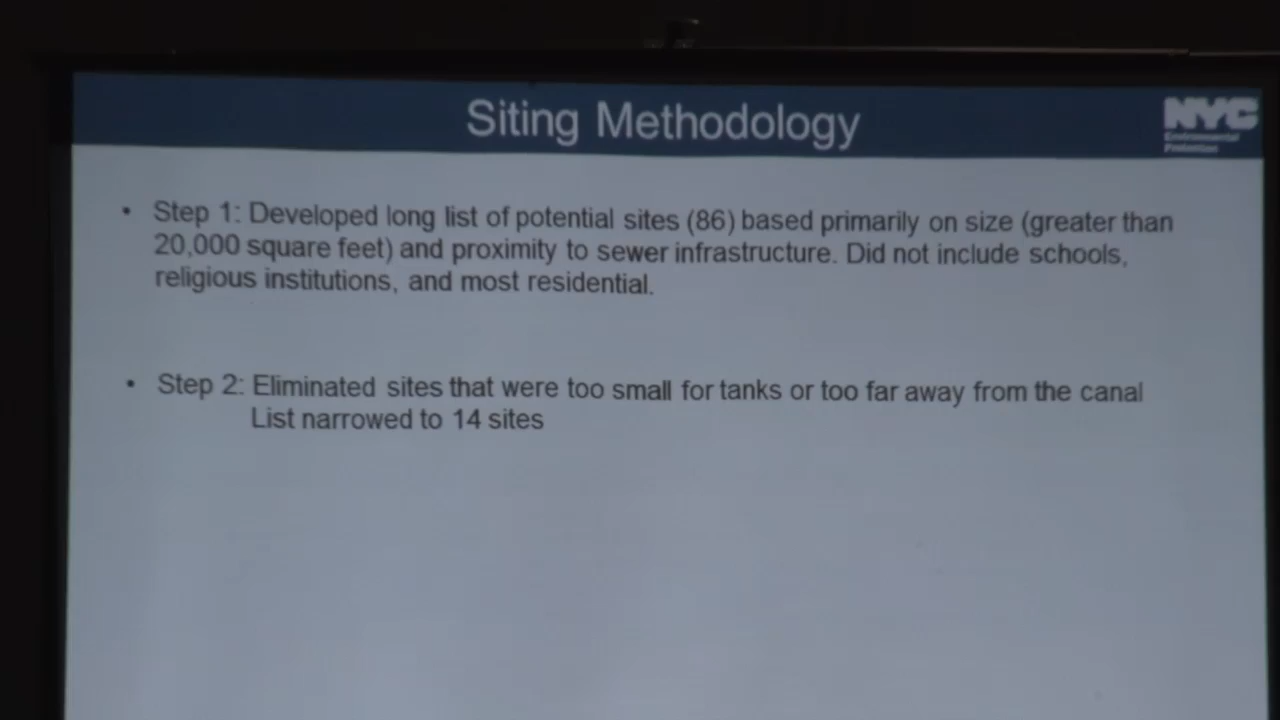 Siting Methodology
NYC
Environmental
Protection
• Step 1: Developed long list of potential sites (86) based primarily on size (greater than
20,000 square feet) and proximity to sewer infrastructure. Did not include schools,
religious institutions, and most residential.
• Step 2: Eliminated sites that were too small for tanks or too far away from the canal
List narrowed to 14 sites